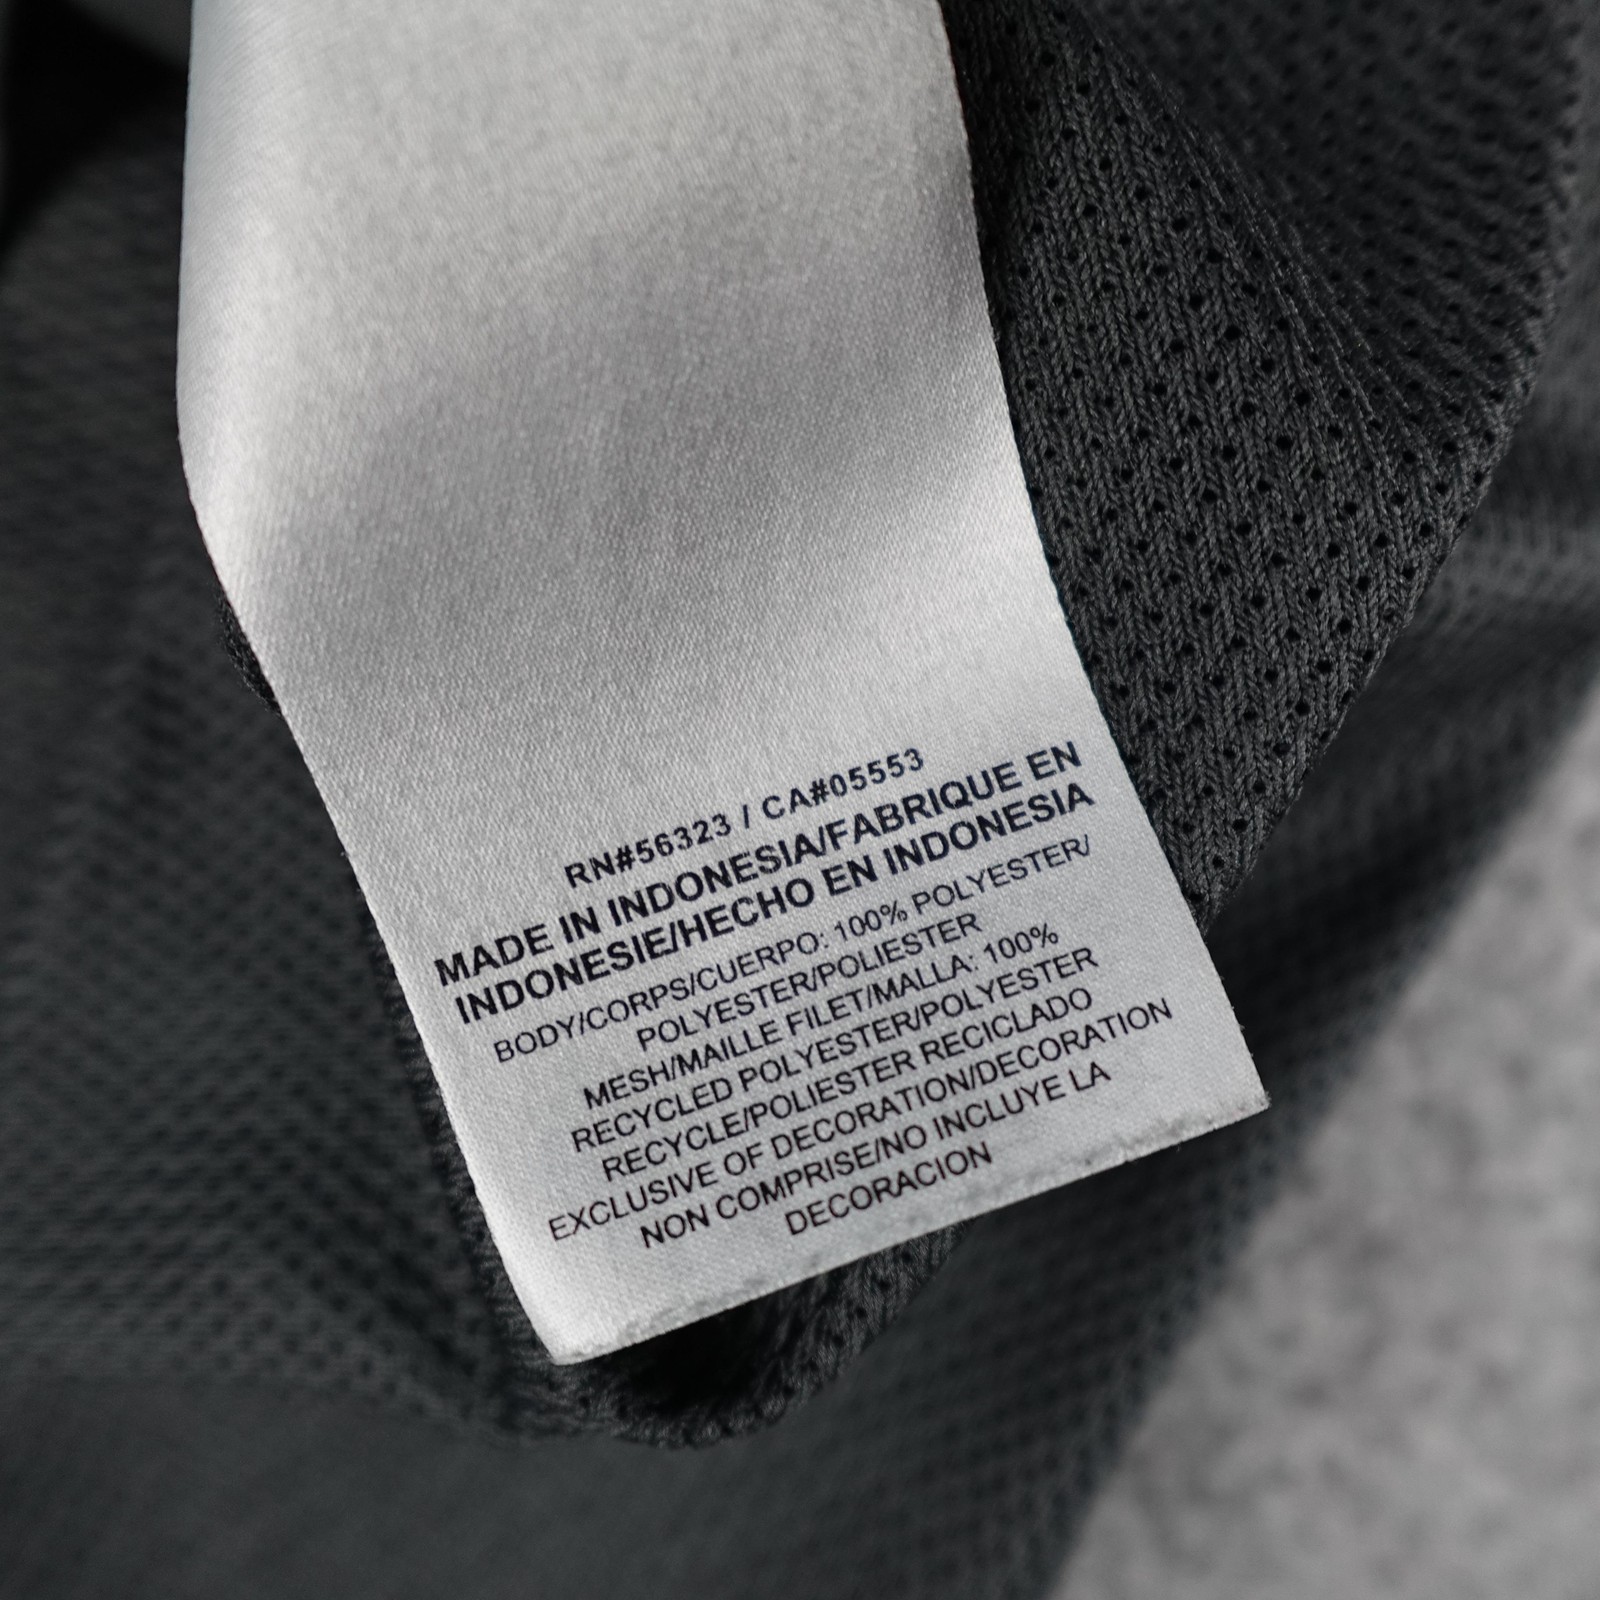 RN#56323 / CA#05553
MADE IN INDONESIA/FABRIQUE EN
INDONESIE/HECHO EN INDONESIA
BODY/CORPS/CUERPO: 100% POLYESTER/
POLYESTER/POLIESTER
MESH/MAILLE FILET/MALLA: 100%
RECYCLED POLYESTER/POLYESTER
RECYCLE/POLIESTER RECICLADO
EXCLUSIVE OF DECORATION/DECORATION
NON COMPRISE/NO INCLUYE LA
DECORACION